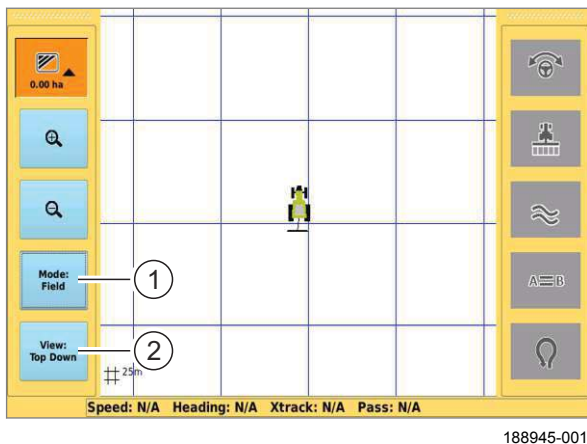 0.00 ha
Mode:
Field
1
View:
Top Down
2
25m
A=B
Speed: N/A Heading: N/A Xtrack: N/A Pass: N/A
188945-001